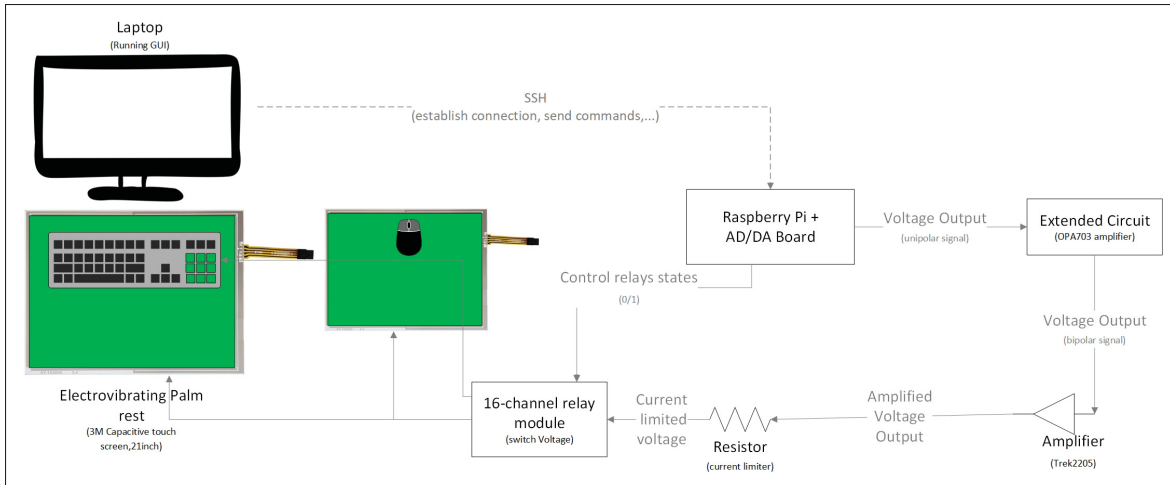 Laptop
(Running GUI)
SSH
(establish connection, send commands,...)
Raspberry Pi +
AD/DA Board
Voltage Output
(unipolar signal)
Extended Circuit
(OPA703 amplifier)
Control relays states
(0/1)
Voltage Output
(bipolar signal)
Electrovibrating Palm
rest
(3M Capacitive touch
screen,21inch)
16-channel relay
module
(switch Voltage)
Current
limited
voltage
Resistor
(current limiter)
Amplified
Voltage
Output
Amplifier
(Trek2205)